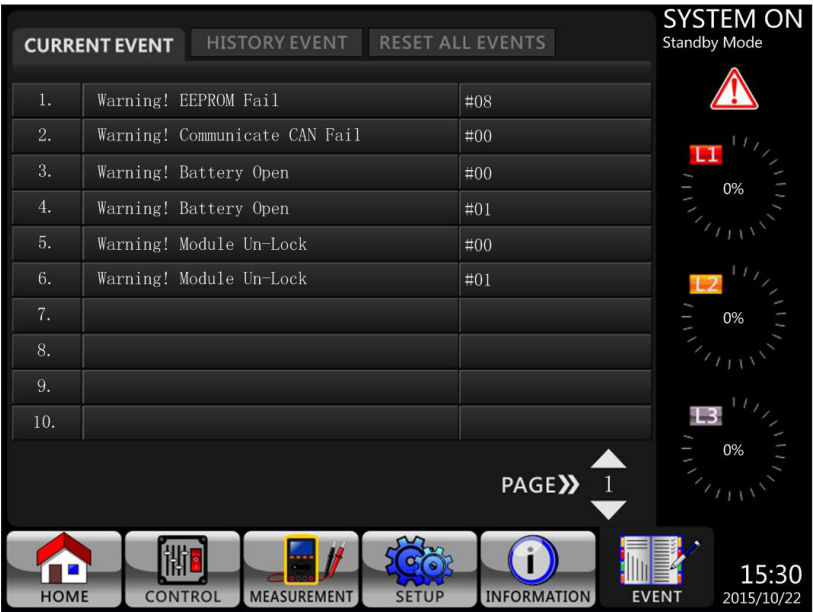 CURRENT EVENT HISTORY EVENT RESET ALL EVENTS
SYSTEM ON
Standby Mode
1. Warning! EEPROM Fail #08
2. Warning! Communicate CAN Fail #00
3. Warning! Battery Open #00
4. Warning! Battery Open #01
5. Warning! Module Un-Lock #00
6. Warning! Module Un-Lock #01
7.
8.
9.
10.
L1
0%
L2
0%
L3
0%
PAGE 1
HOME CONTROL MEASUREMENT SETUP INFORMATION EVENT
15:30
2015/10/22